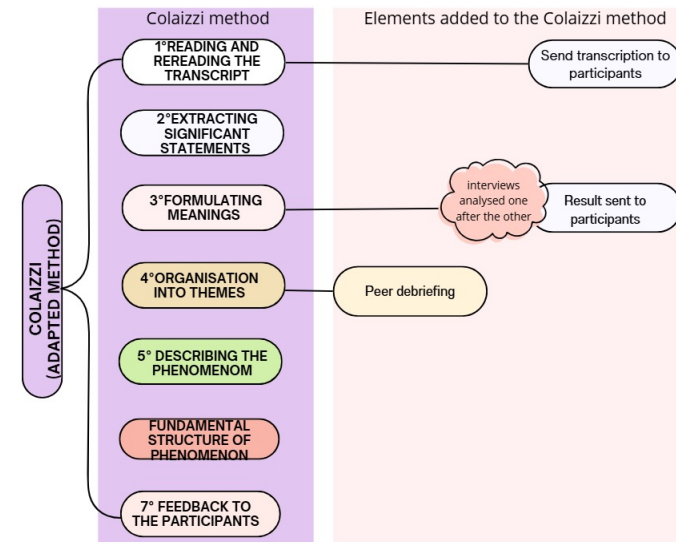 Colaizzi method
Elements added to the Colaizzi method
COLAIZZI
(ADAPTED METHOD)
1°READING AND
REREADING THE
TRANSCRIPT
Send transcription to
participants
2°EXTRACTING
SIGNIFICANT
STATEMENTS
3°FORMULATING
MEANINGS
interviews
analysed one
after the other
Result sent to
participants
4°ORGANISATION
INTO THEMES
Peer debriefing
5° DESCRIBING THE
PHENOMENOM
FUNDAMENTAL
STRUCTURE OF
PHENOMENON
7° FEEDBACK TO
THE PARTICIPANTS